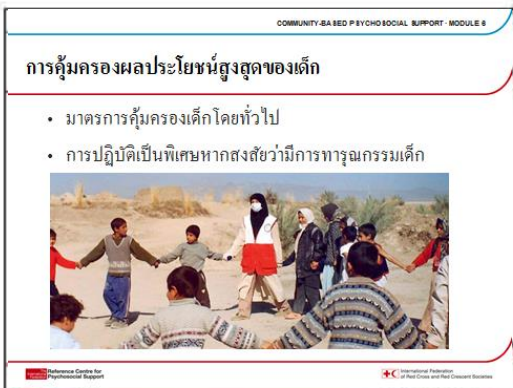 COMMUNITY-BASED PSYCHOSOCIAL SUPPORT · MODULE 6
การคุ้มครองผลประโยชน์สูงสุดของเด็ก
• มาตรการคุ้มครองเด็กโดยทั่วไป
• การปฏิบัติเป็นพิเศษหากสงสัยว่ามีการทารุณกรรมเด็ก
Reference Centre for
Psychosocial Support
International Federation
of Red Cross and Red Crescent Societies